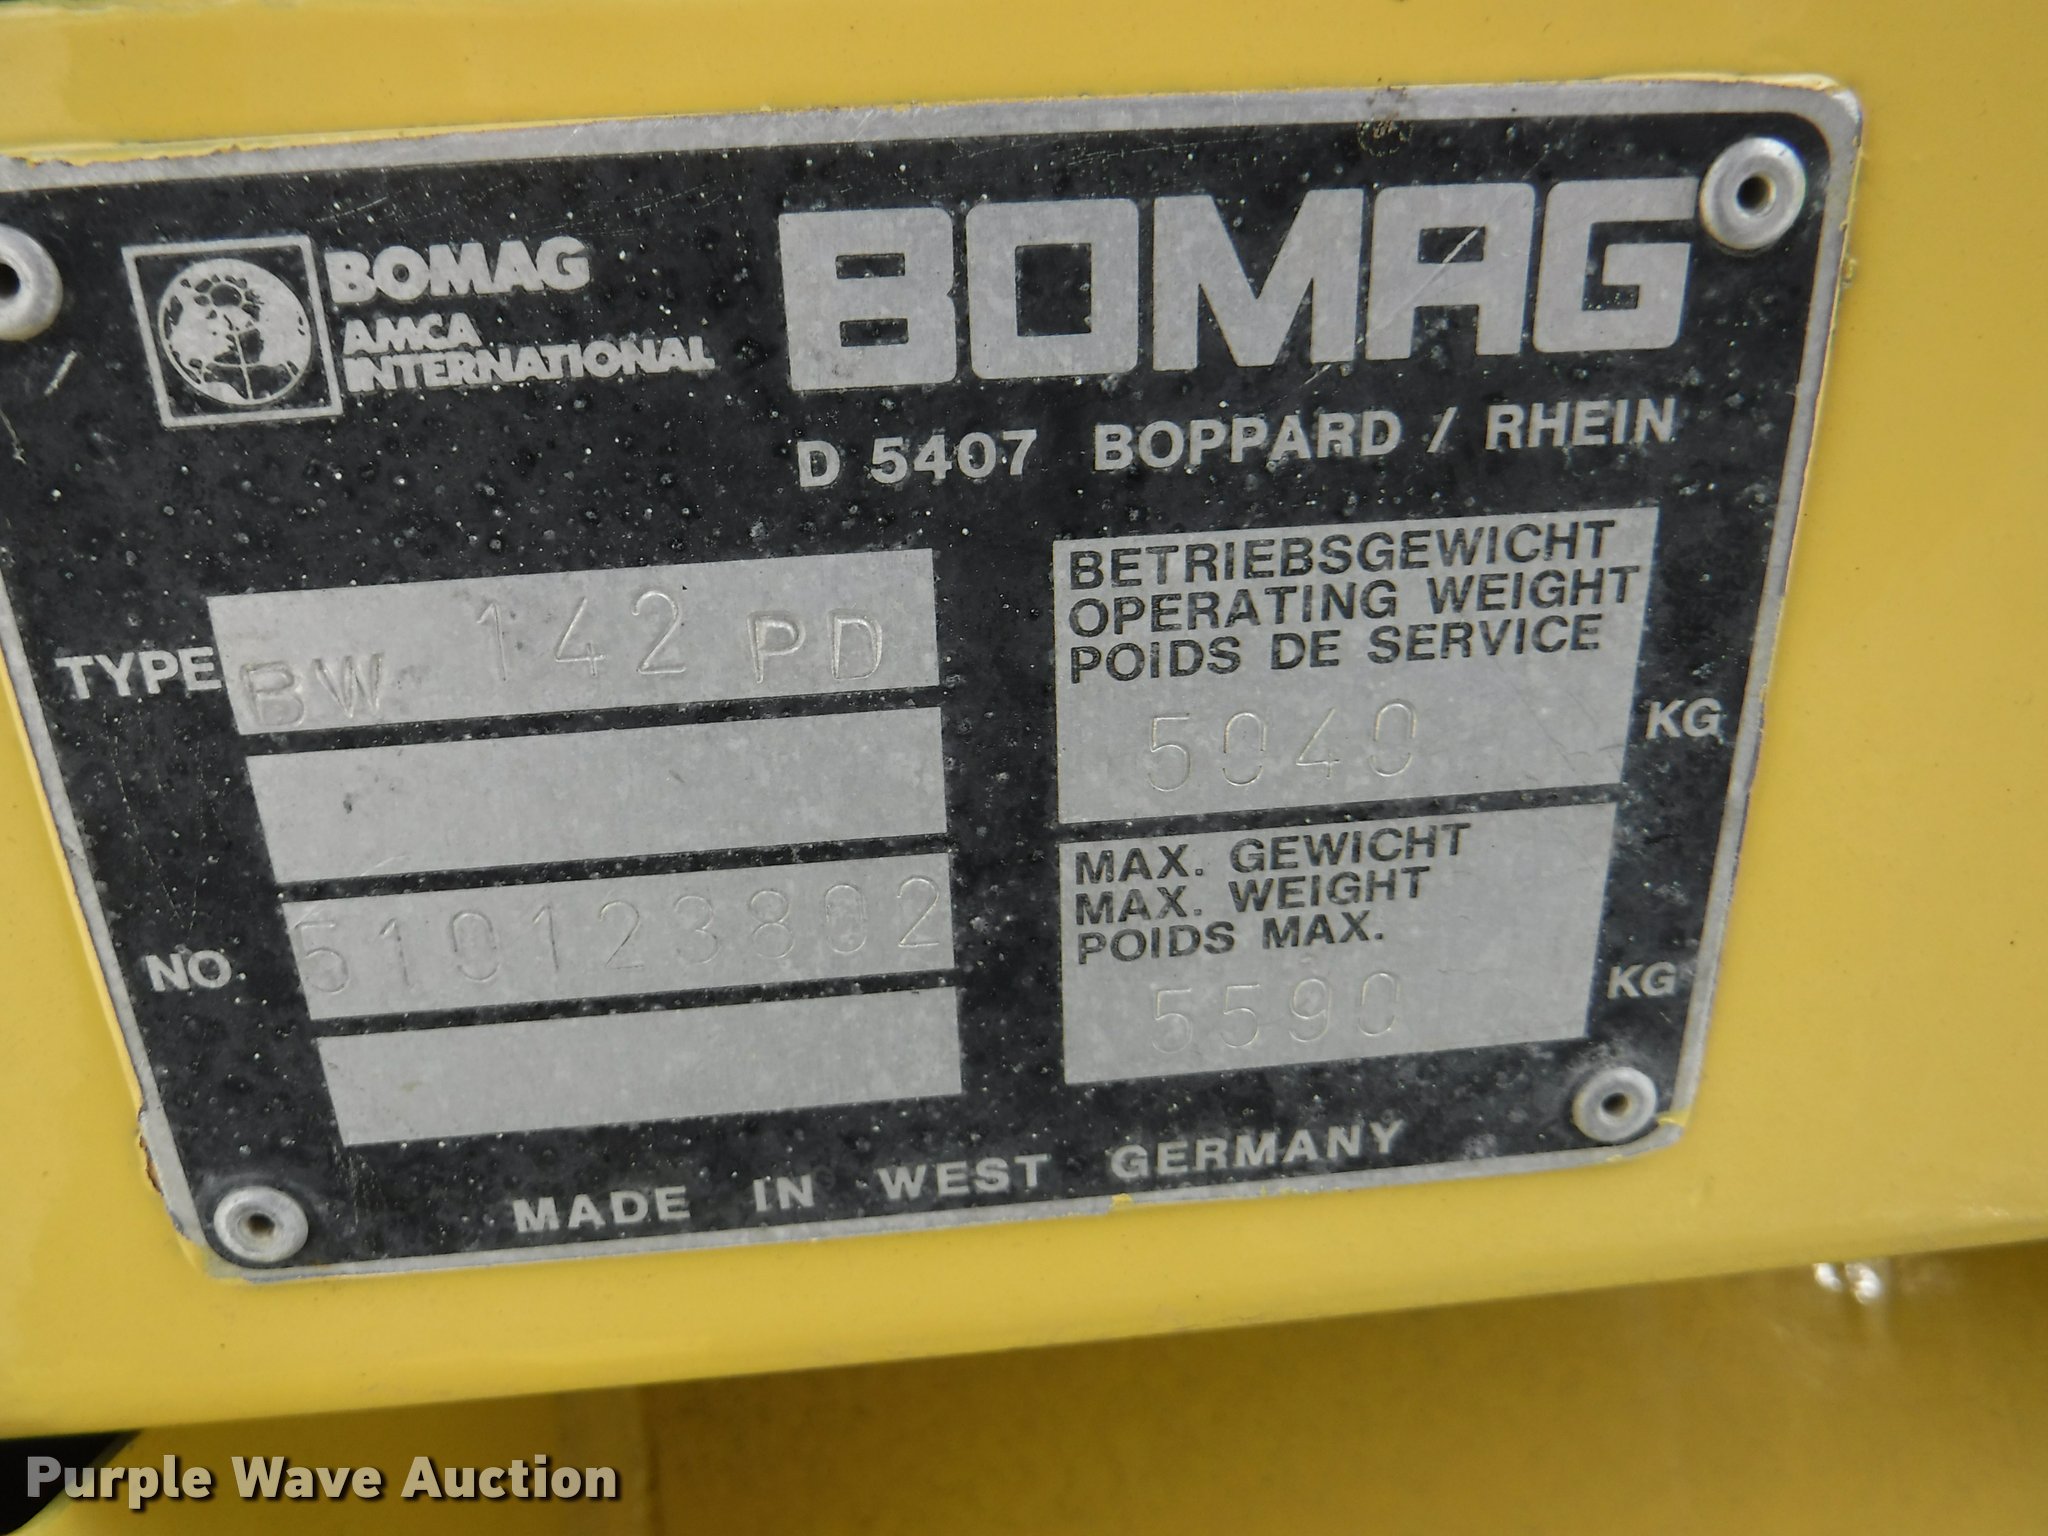 BOMAG
AMCA
INTERNATIONAL
BOMAG
D 5407 BOPPARD / RHEIN
TYPE BW 142 PD
BETRIEBSGEWICHT
OPERATING WEIGHT
POIDS DE SERVICE
5040 KG
NO. 510123802
MAX. GEWICHT
MAX. WEIGHT
POIDS MAX.
5590 KG
MADE IN WEST GERMANY
Purple Wave Auction